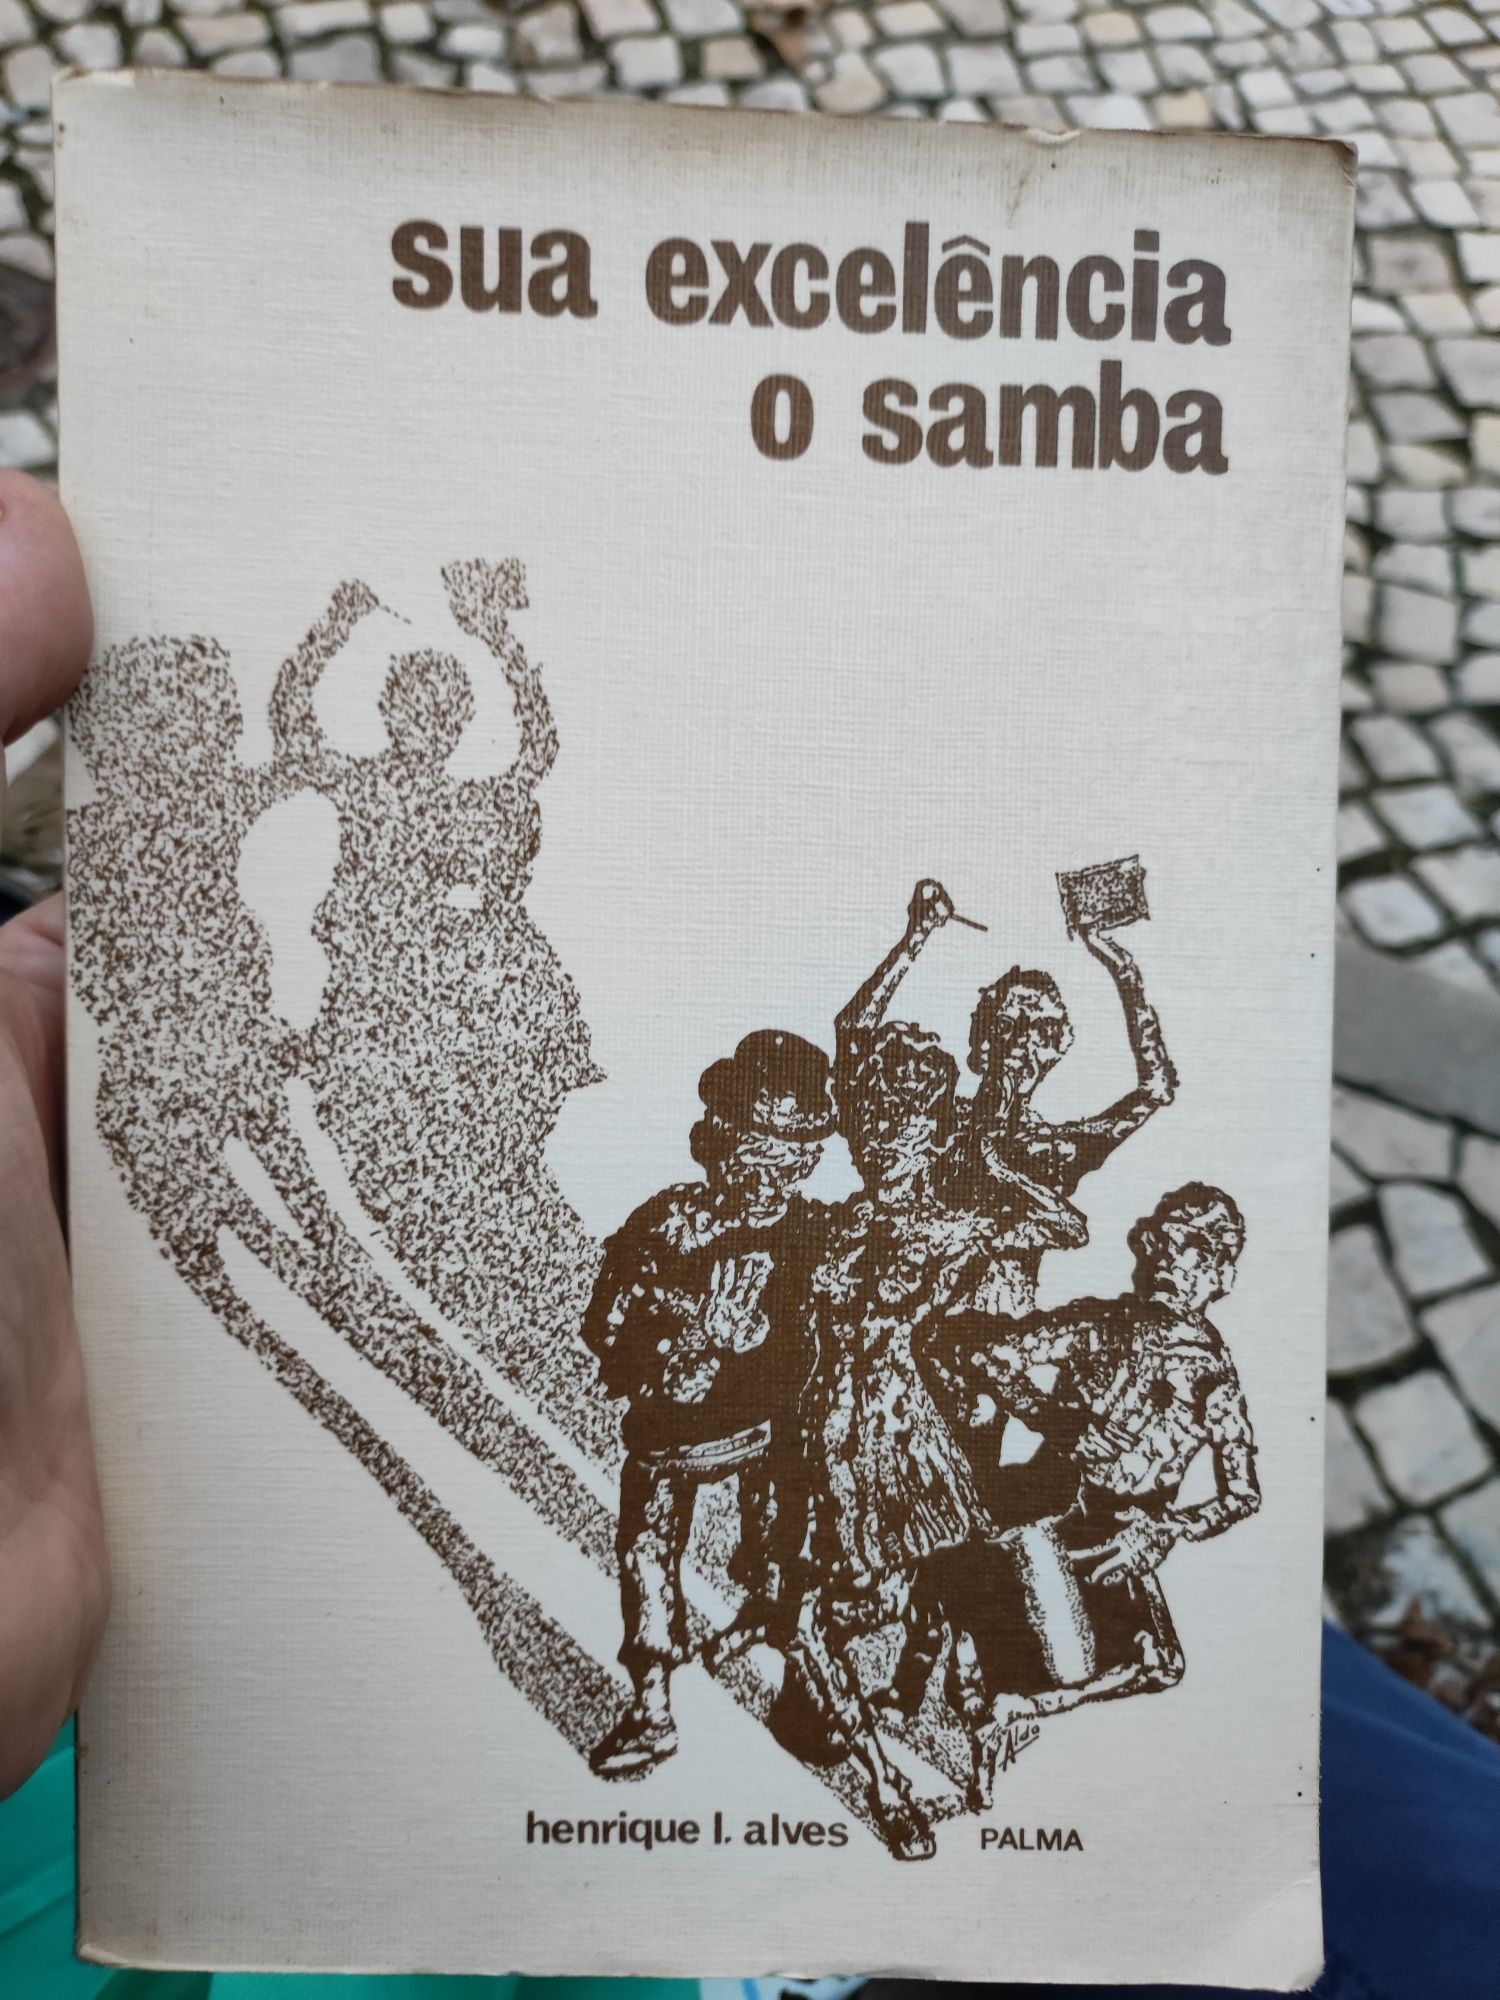 sua excelência
o samba
Aldo
henrique l. alves
PALMA